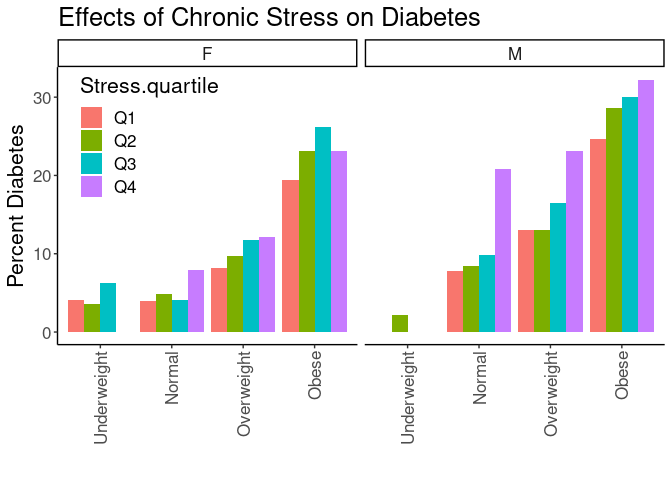 Effects of Chronic Stress on Diabetes
F
M
Stress.quartile
Q1
Q2
Q3
Q4
Percent Diabetes
30
20
10
0
Underweight
Normal
Overweight
Obese
Underweight
Normal
Overweight
Obese